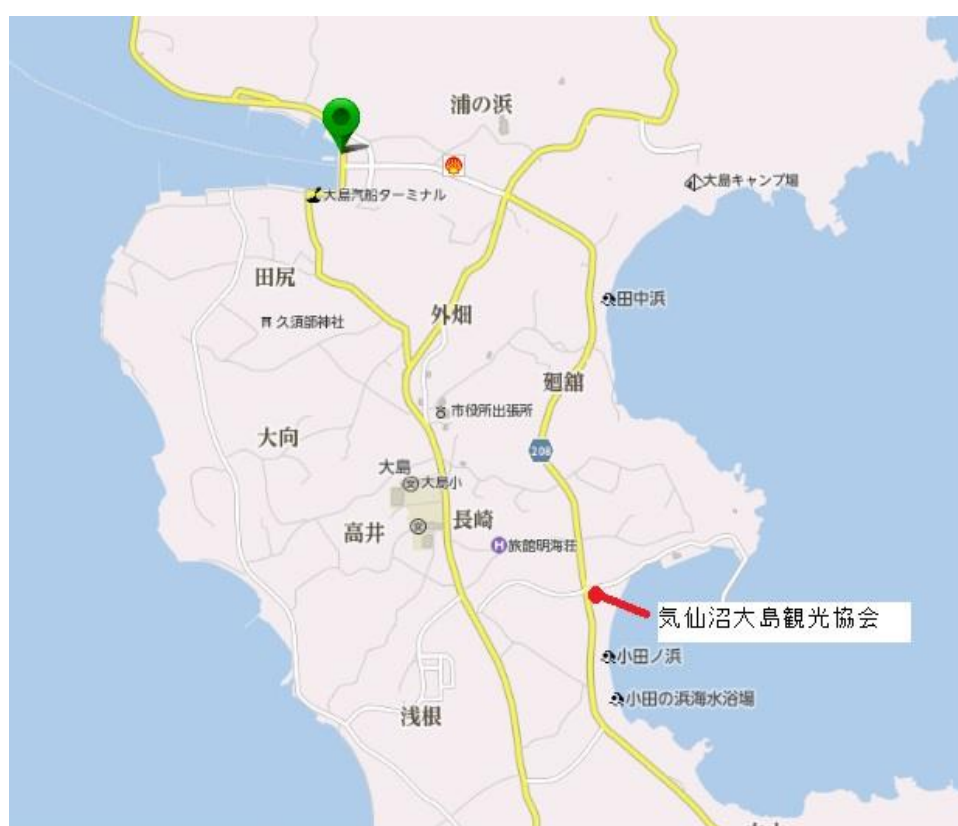 浦の浜
大島キャンプ場
大島汽船ターミナル
田尻
田中浜
外畑
久須部神社
廻舘
市役所出張所
大向
208
大島
大島小
文
長崎
高井
文
H
旅館明海荘
気仙沼大島観光協会
小田ノ浜
小田の浜海水浴場
浅根